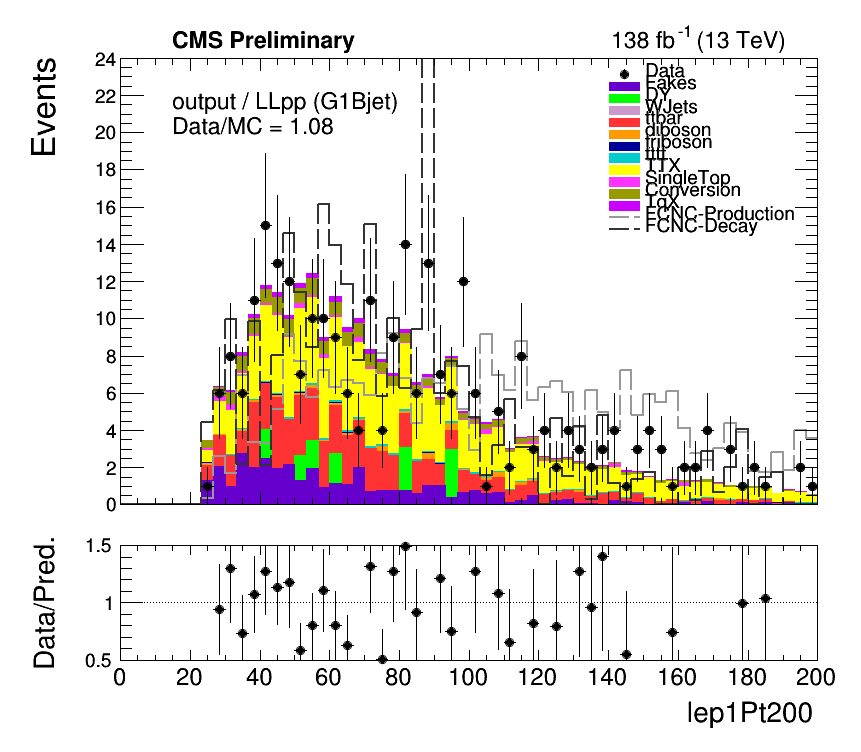 CMS Preliminary
138 fb-1 (13 TeV)
Events
24
22
20
18
16
14
12
10
8
6
4
2
0
output / LLpp (G1Bjet)
Data/MC = 1.08
Data
Fakes
DY
WJets
ttbar
diboson
triboson
tttt
TTX
SingleTop
Conversion
TqX
FCNC-Production
FCNC-Decay
Data/Pred.
1.5
1
0.5
0 20 40 60 80 100 120 140 160 180 200
lep1Pt200